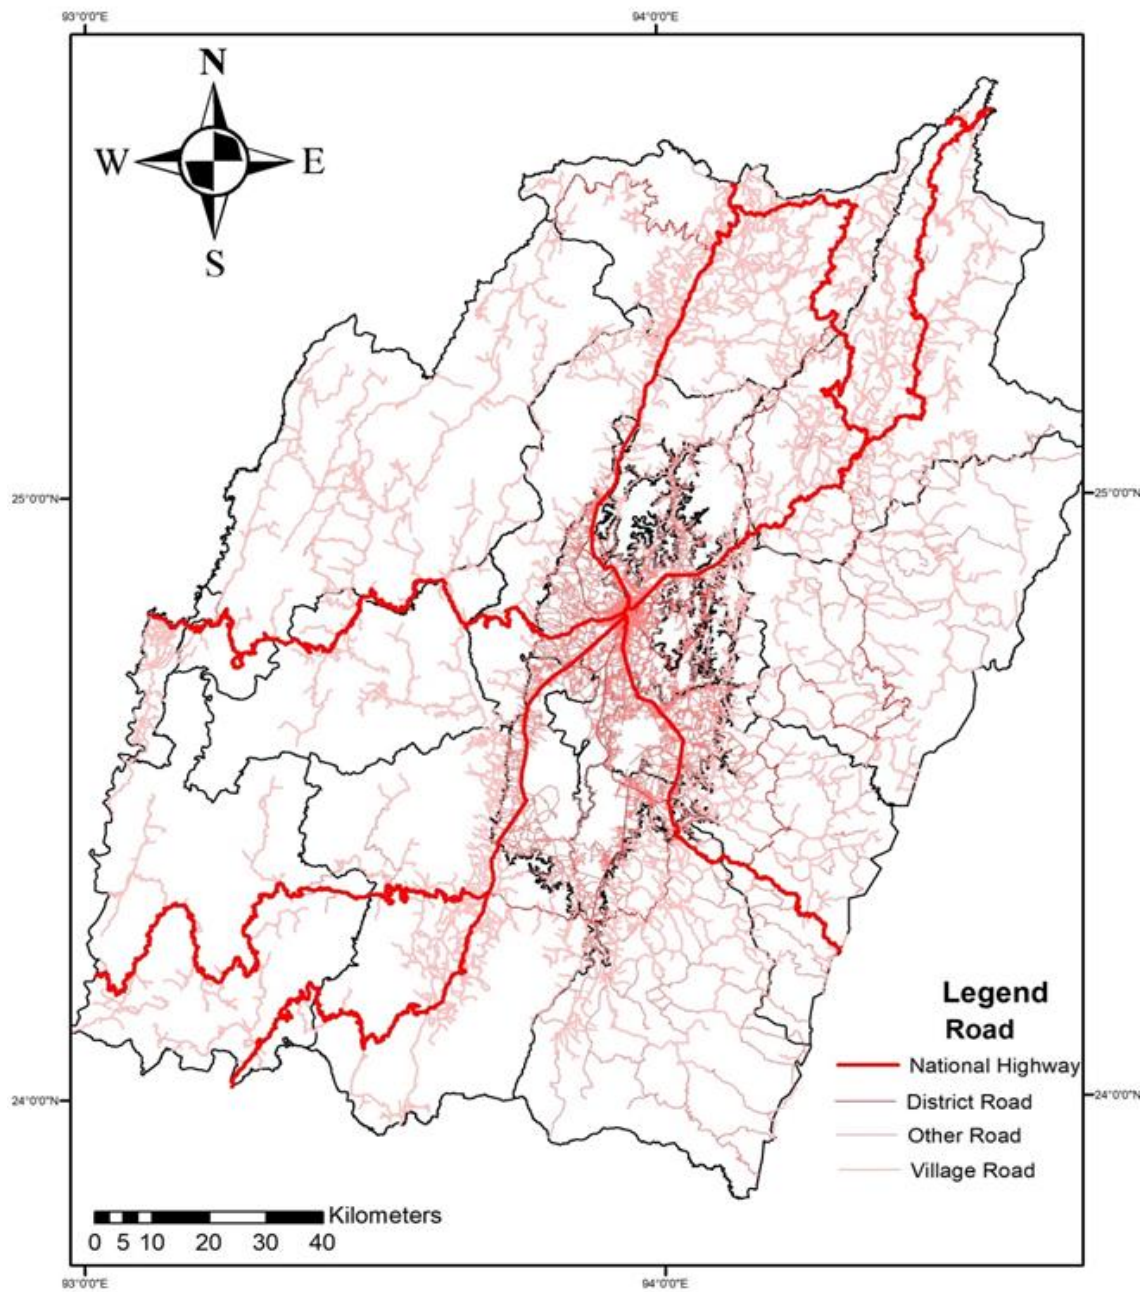 93°0'0"E 94°0'0"E
N
W E
S
25°0'0"N 25°0'0"N
Legend
Road
National Highway
District Road
Other Road
Village Road
24°0'0"N 24°0'0"N
Kilometers
0 5 10 20 30 40
93°0'0"E 94°0'0"E